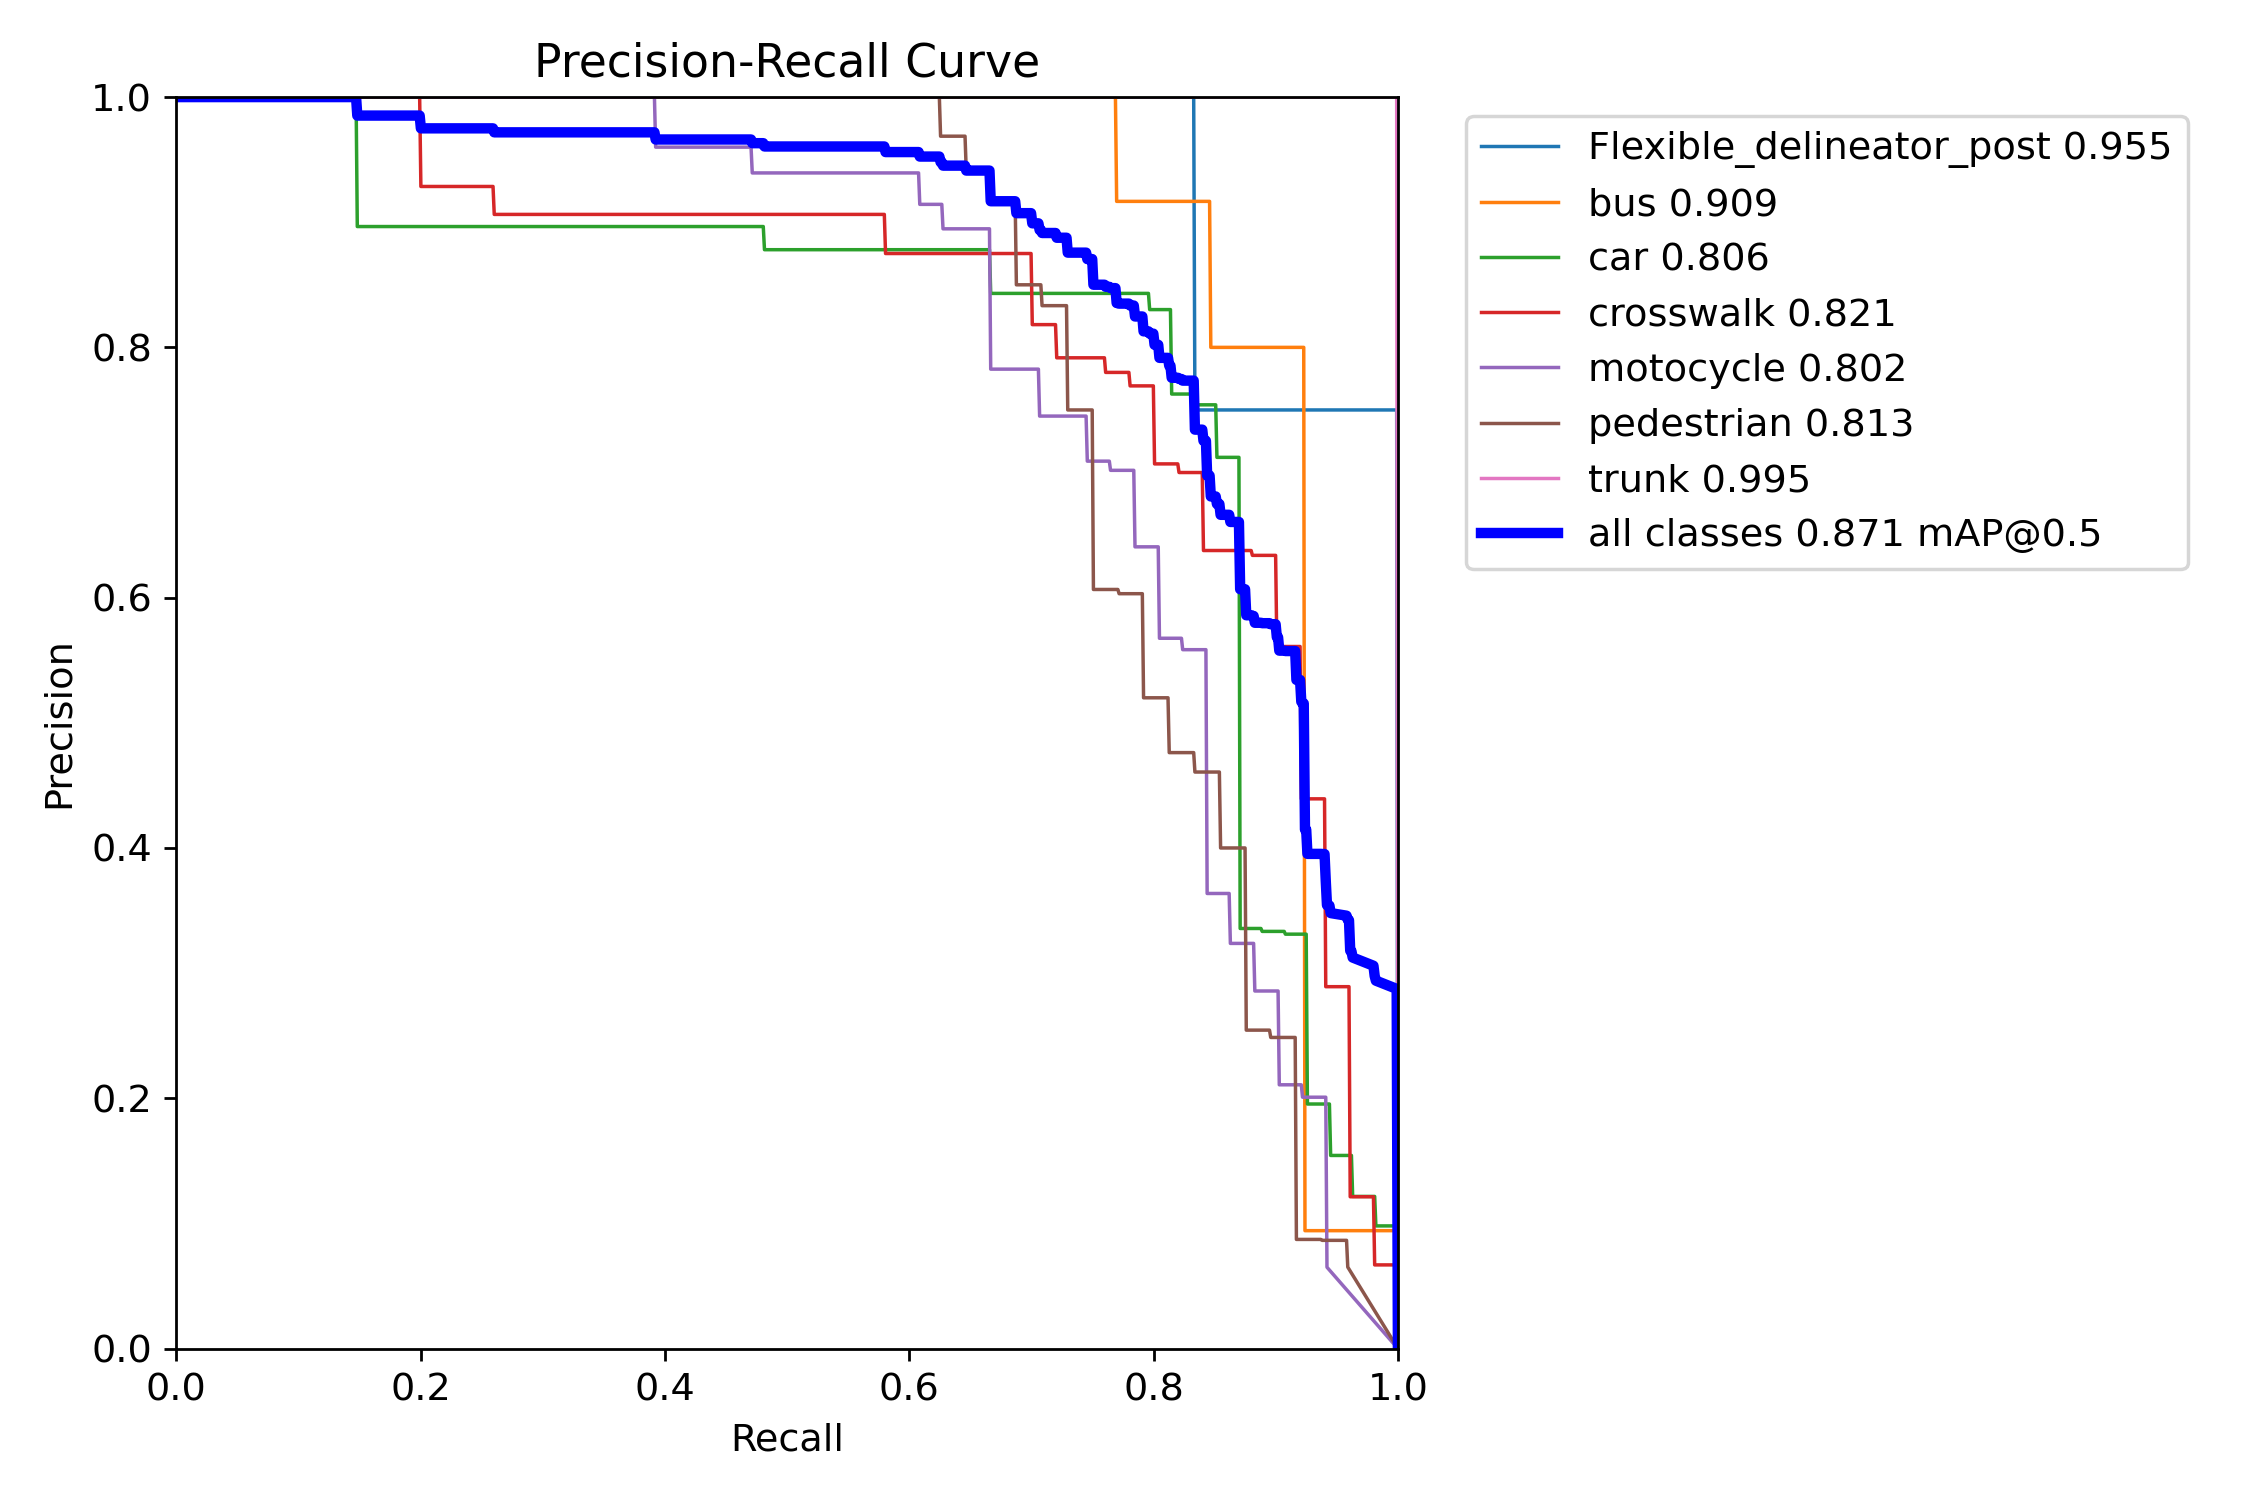 Precision-Recall Curve
1.0
0.8
0.6
0.4
0.2
0.0
Precision
0.0 0.2 0.4 0.6 0.8 1.0
Recall
Flexible_delineator_post 0.955
bus 0.909
car 0.806
crosswalk 0.821
motocycle 0.802
pedestrian 0.813
trunk 0.995
all classes 0.871 mAP@0.5